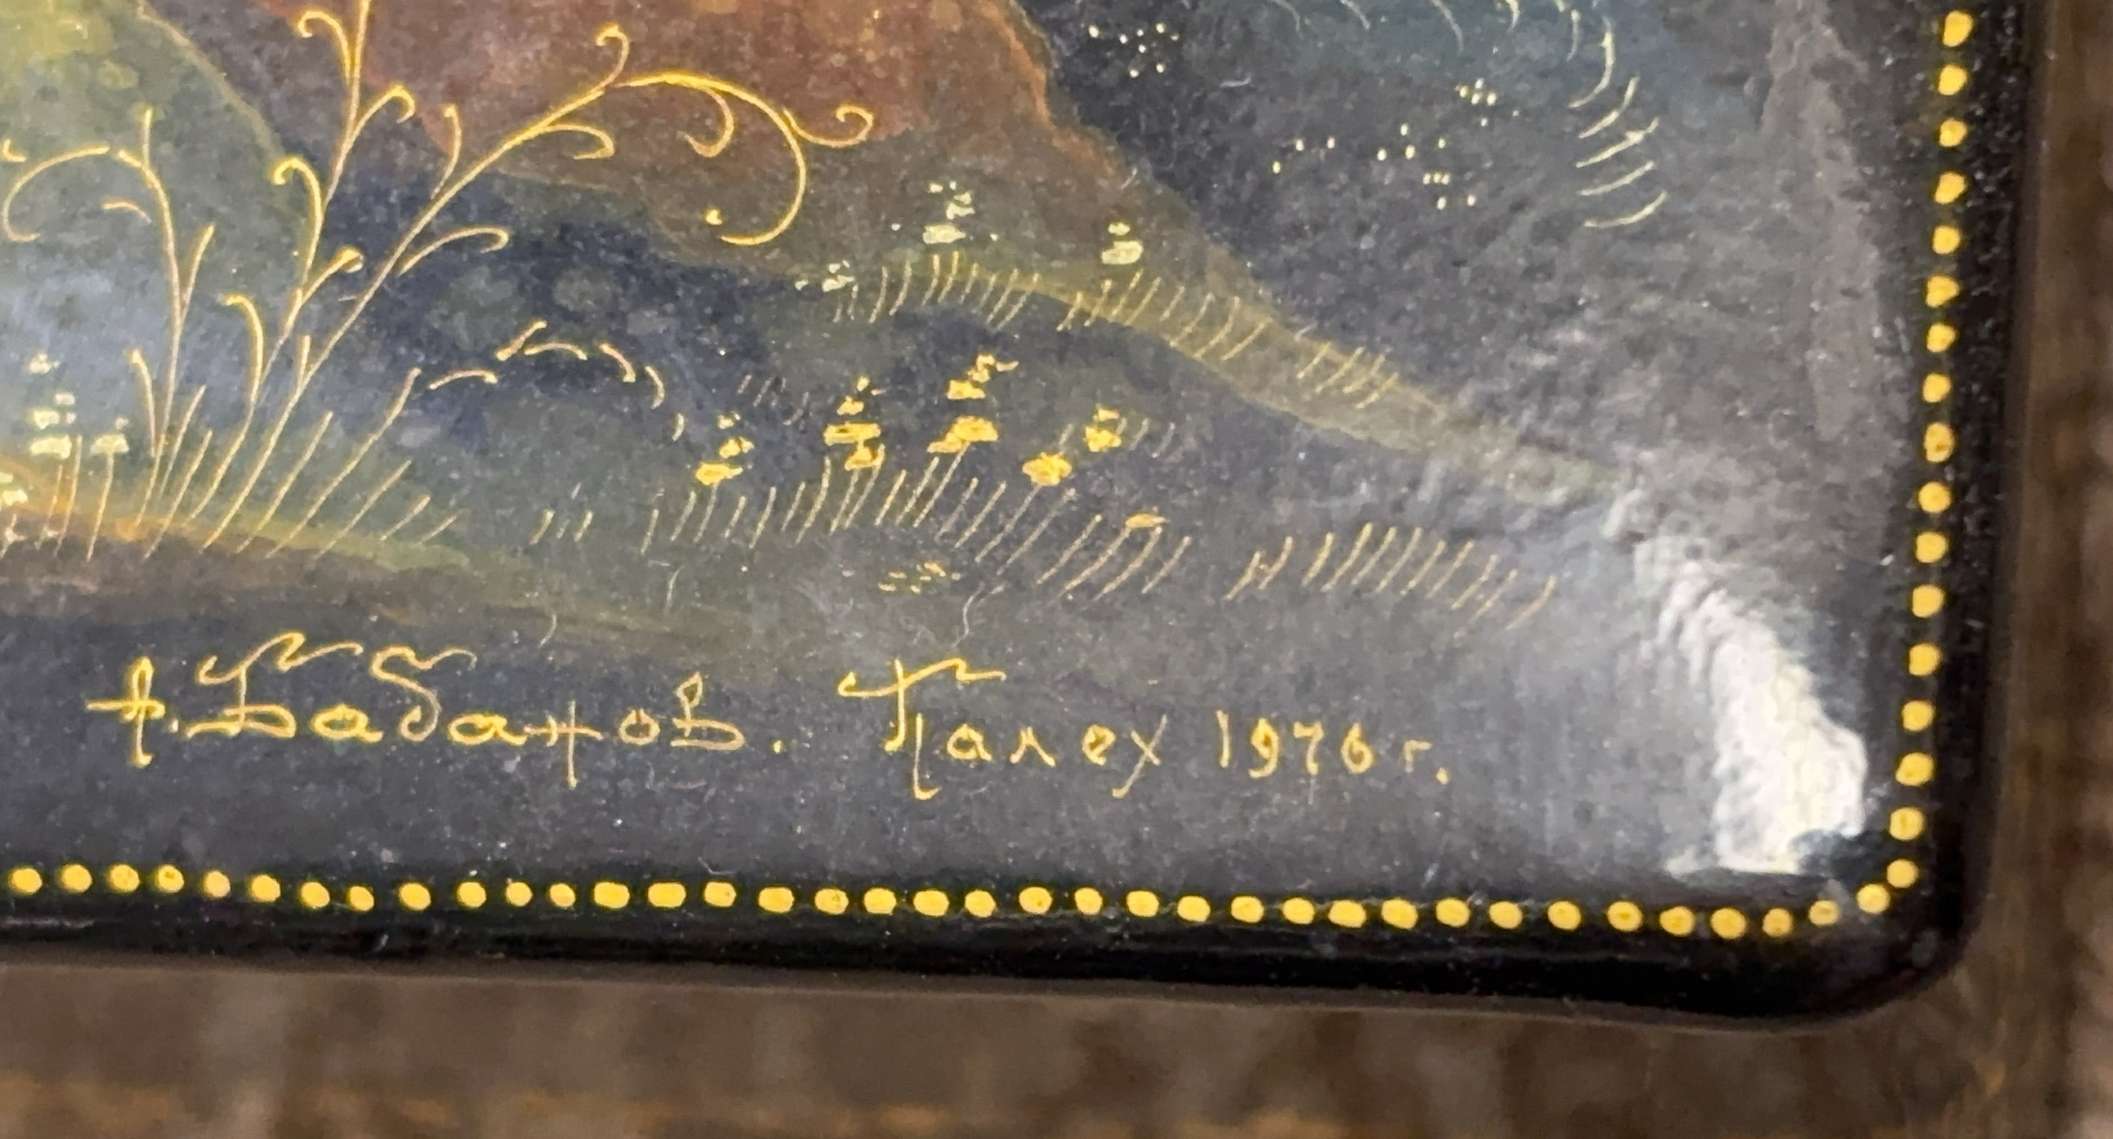 А. Бабанов. Палех 1976 г.